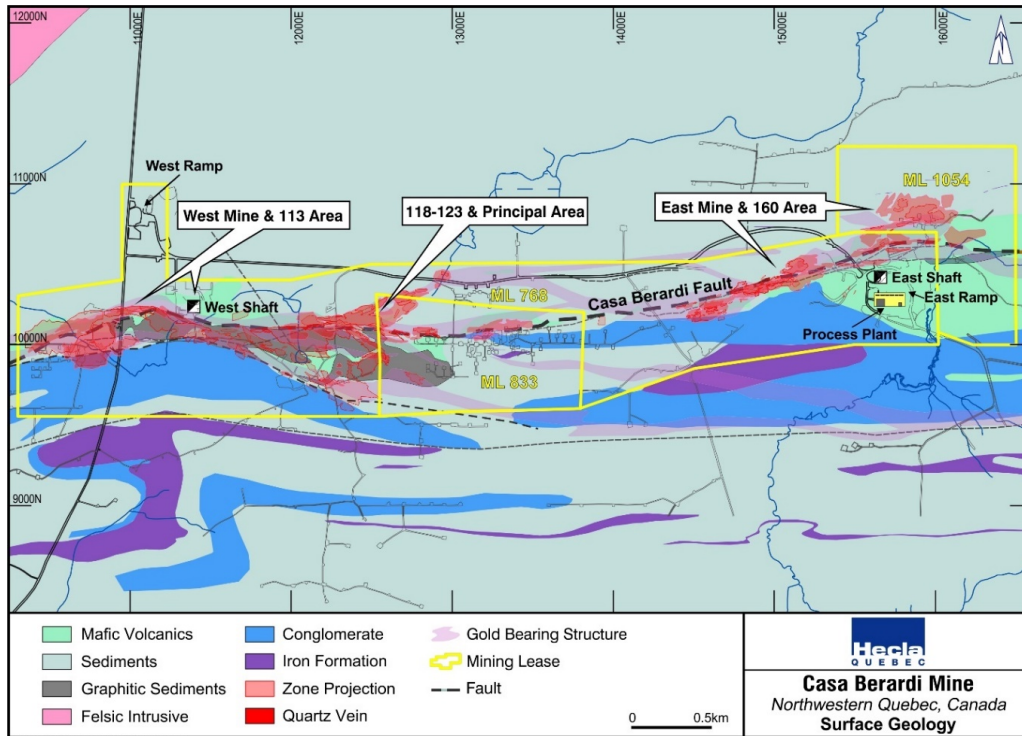 12000N
11000E
12000E
13000E
14000E
15000E
16000E
West Ramp
11000N
ML 1054
West Mine & 113 Area
118-123 & Principal Area
East Mine & 160 Area
West Shaft
ML 768
Casa Berardi Fault
East Shaft
East Ramp
Process Plant
10000N
ML 833
9000N
Mafic Volcanics
Sediments
Graphitic Sediments
Felsic Intrusive
Conglomerate
Iron Formation
Zone Projection
Quartz Vein
Gold Bearing Structure
Mining Lease
Fault
0 0.5km
Hecla
QUEBEC
Casa Berardi Mine
Northwestern Quebec, Canada
Surface Geology